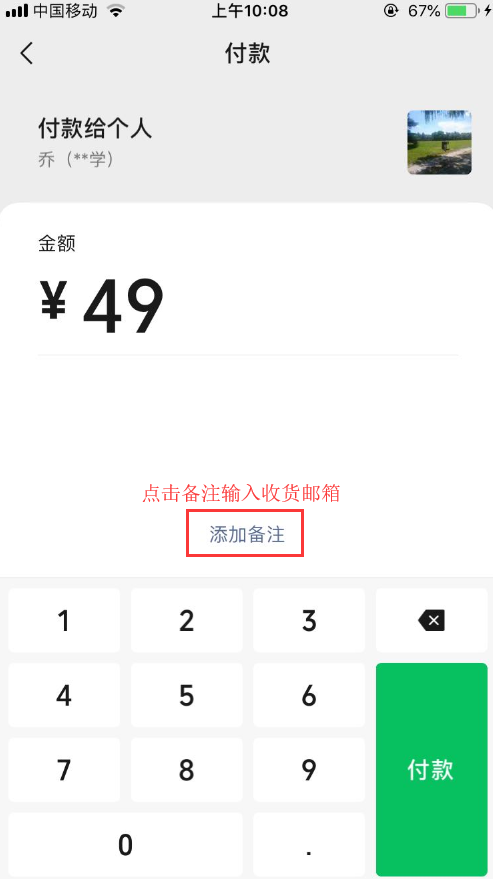 中国移动 上午10:08 67%
付款
付款给个人
乔（**学）
金额
¥ 49
点击备注输入收货邮箱
添加备注
1 2 3
4 5 6
7 8 9
付款
0 .